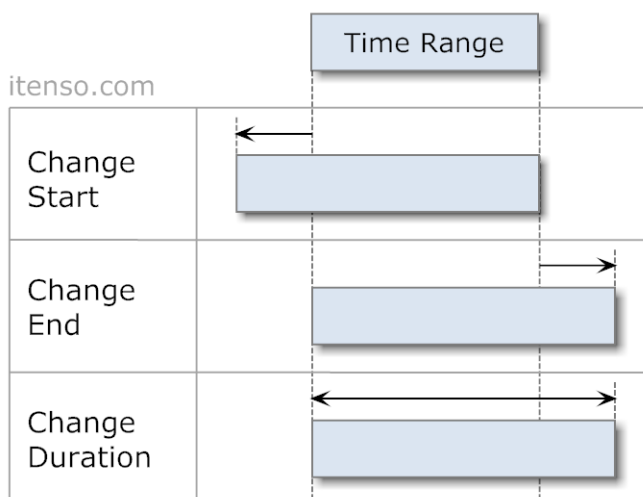 Time Range
itenso.com
Change
Start
Change
End
Change
Duration